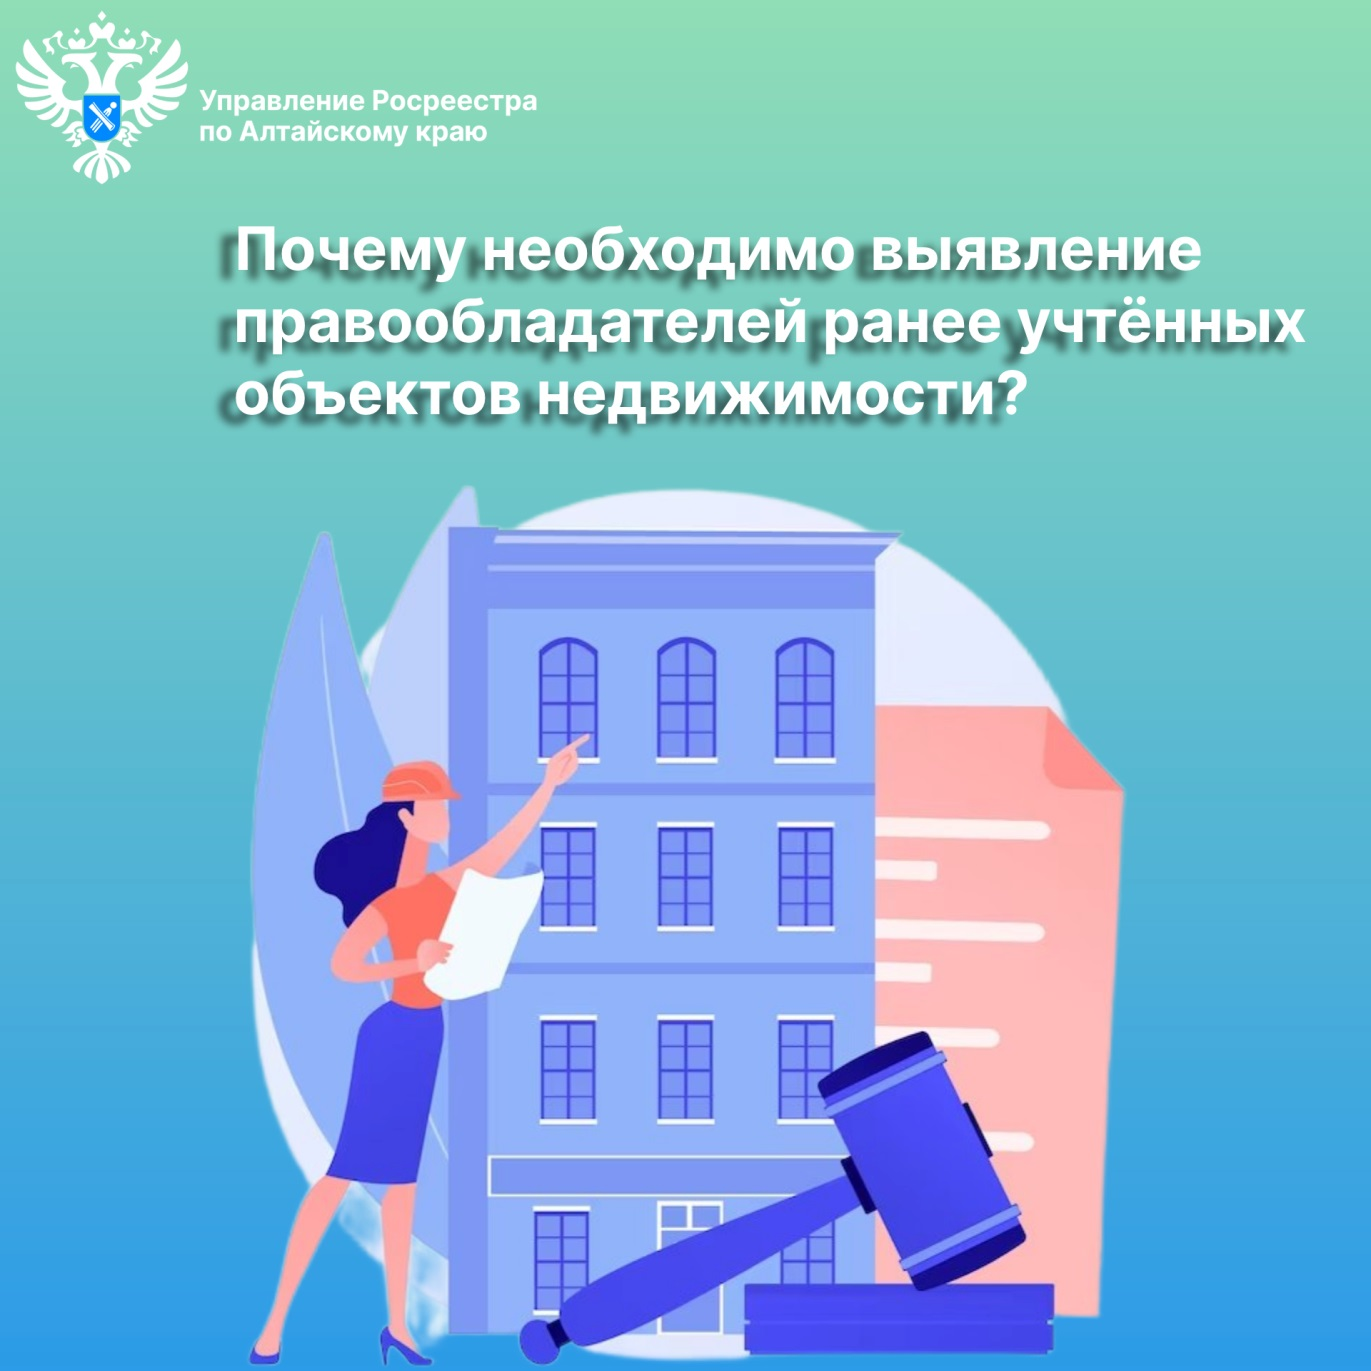 Управление Росреестра
по Алтайскому краю
Почему необходимо выявление
правообладателей ранее учтённых
объектов недвижимости?